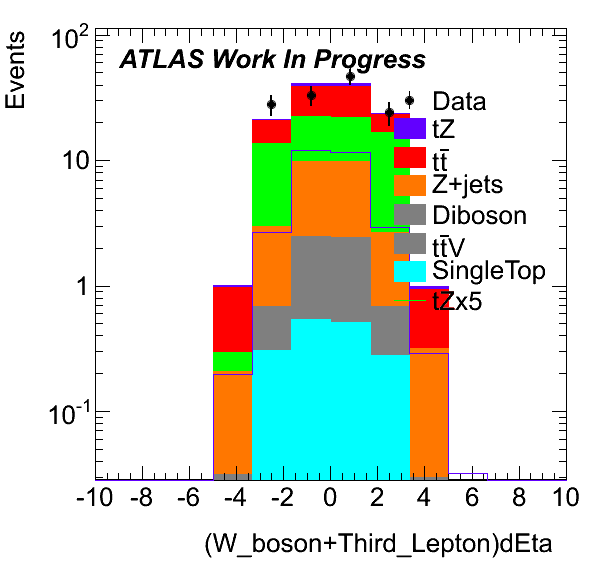 Events
10²
10
1
10⁻¹
ATLAS Work In Progress
Data
tZ
tt̄
Z+jets
Diboson
tt̄V
SingleTop
tZx5
-10 -8 -6 -4 -2 0 2 4 6 8 10
(W_boson+Third_Lepton)dEta